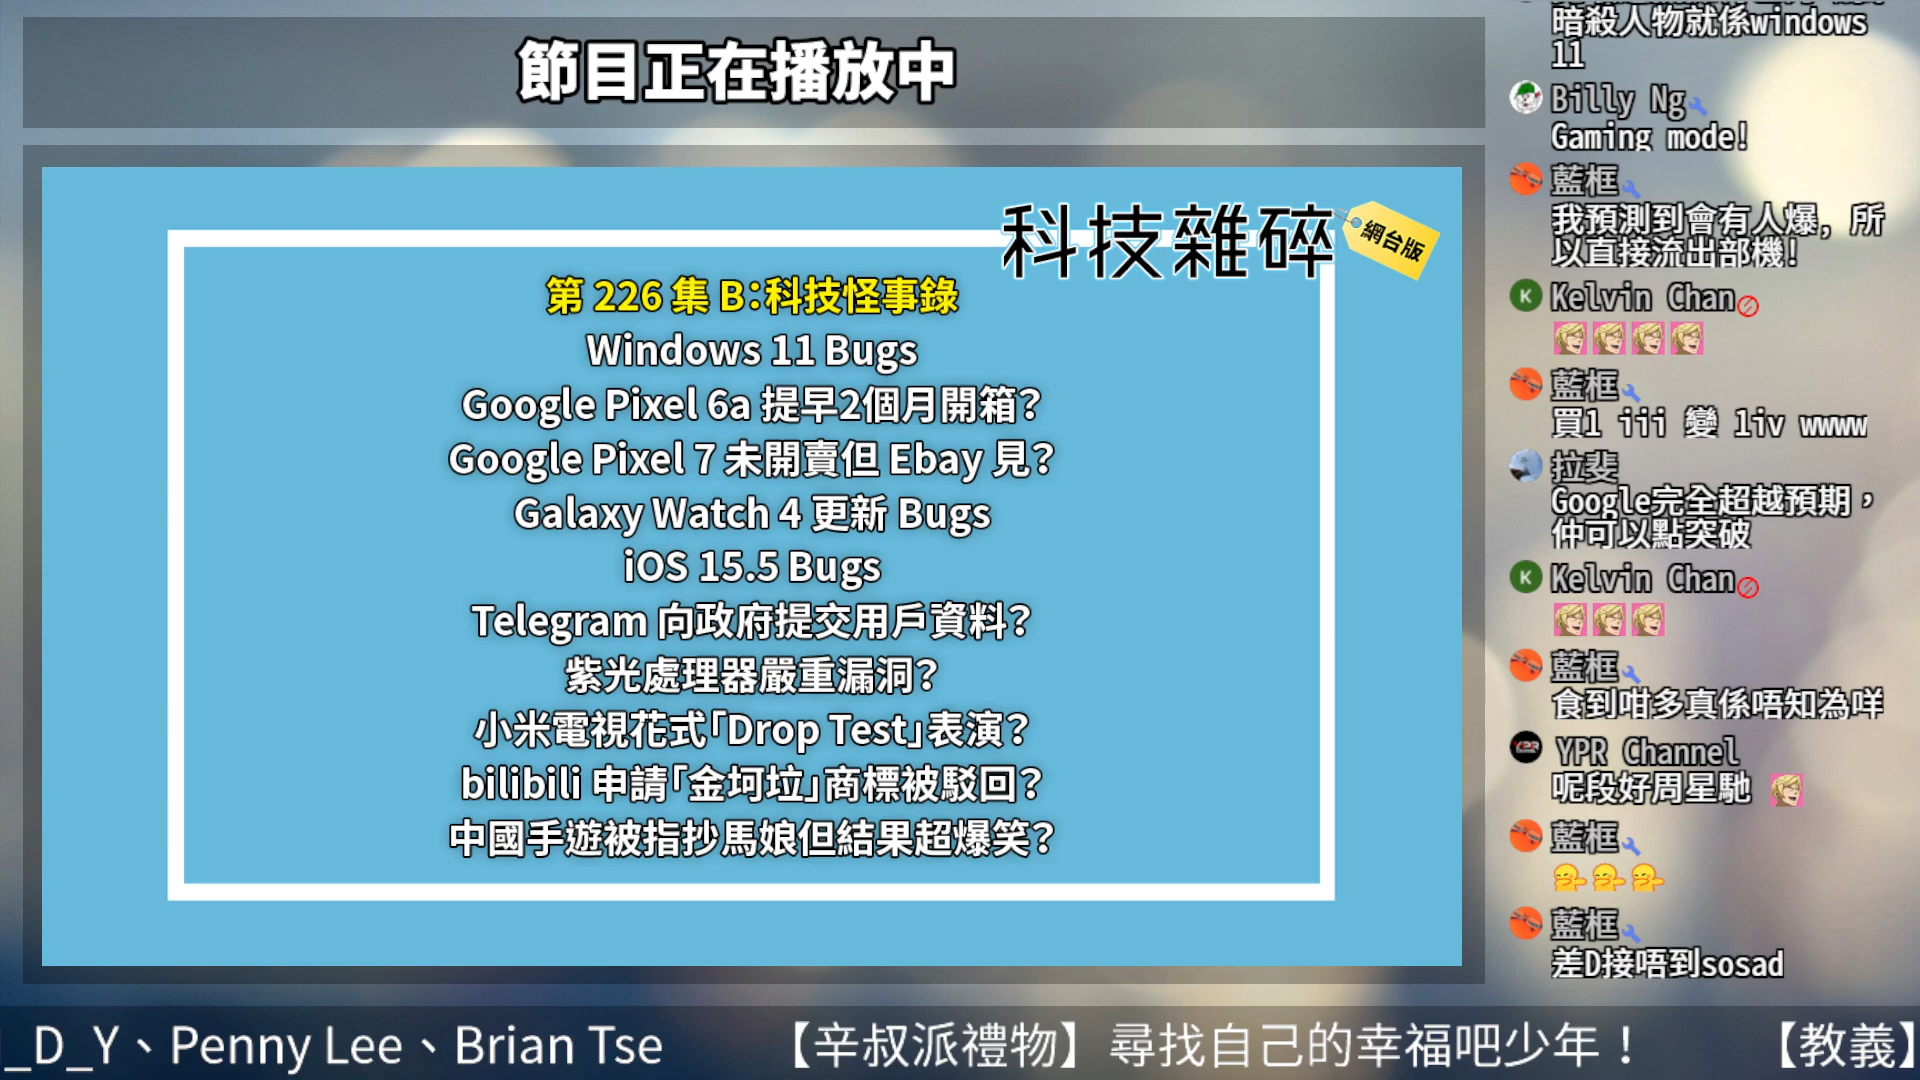 節目正在播放中
科技雜碎
網台版
第 226 集 B：科技怪事錄
Windows 11 Bugs
Google Pixel 6a 提早2個月開箱？
Google Pixel 7 未開賣但 Ebay 見？
Galaxy Watch 4 更新 Bugs
iOS 15.5 Bugs
Telegram 向政府提交用戶資料？
紫光處理器嚴重漏洞？
小米電視花式「Drop Test」表演？
bilibili 申請「金坷垃」商標被駁回？
中國手遊被指抄馬娘但結果超爆笑？
暗殺人物就係windows
11
Billy Ng
Gaming mode!
藍框
我預測到會有人爆，所
以直接流出部機!
K Kelvin Chan
藍框
買1 iii 變 liv wwww
拉斐
Google完全超越預期，
仲可以點突破
K Kelvin Chan
藍框
食到咁多真係唔知為咩
YPR YPR Channel
呢段好周星馳
藍框
藍框
差D接唔到sosad
_D_Y、Penny Lee、Brian Tse 【辛叔派禮物】尋找自己的幸福吧少年！ 【教義】